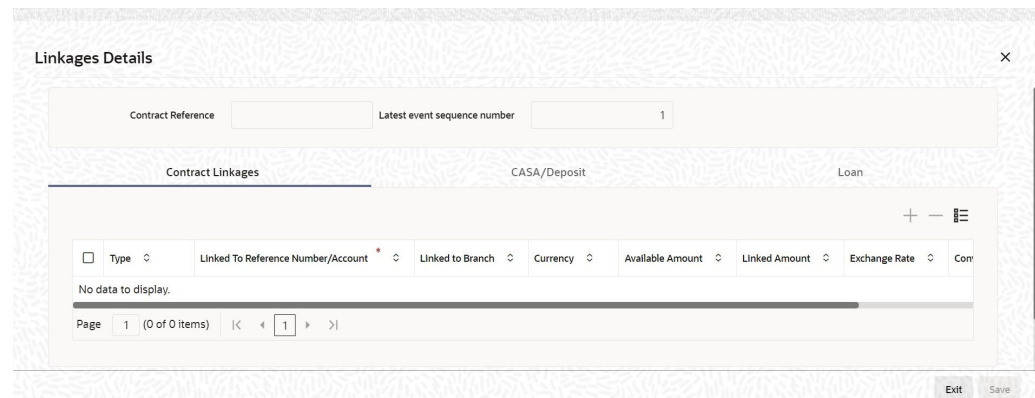 Linkages Details
Contract Reference
Latest event sequence number 1
Contract Linkages CASA/Deposit Loan
Type Linked To Reference Number/Account * Linked to Branch Currency Available Amount Linked Amount Exchange Rate Con
No data to display.
Page 1 (0 of 0 items) 1
Exit Save